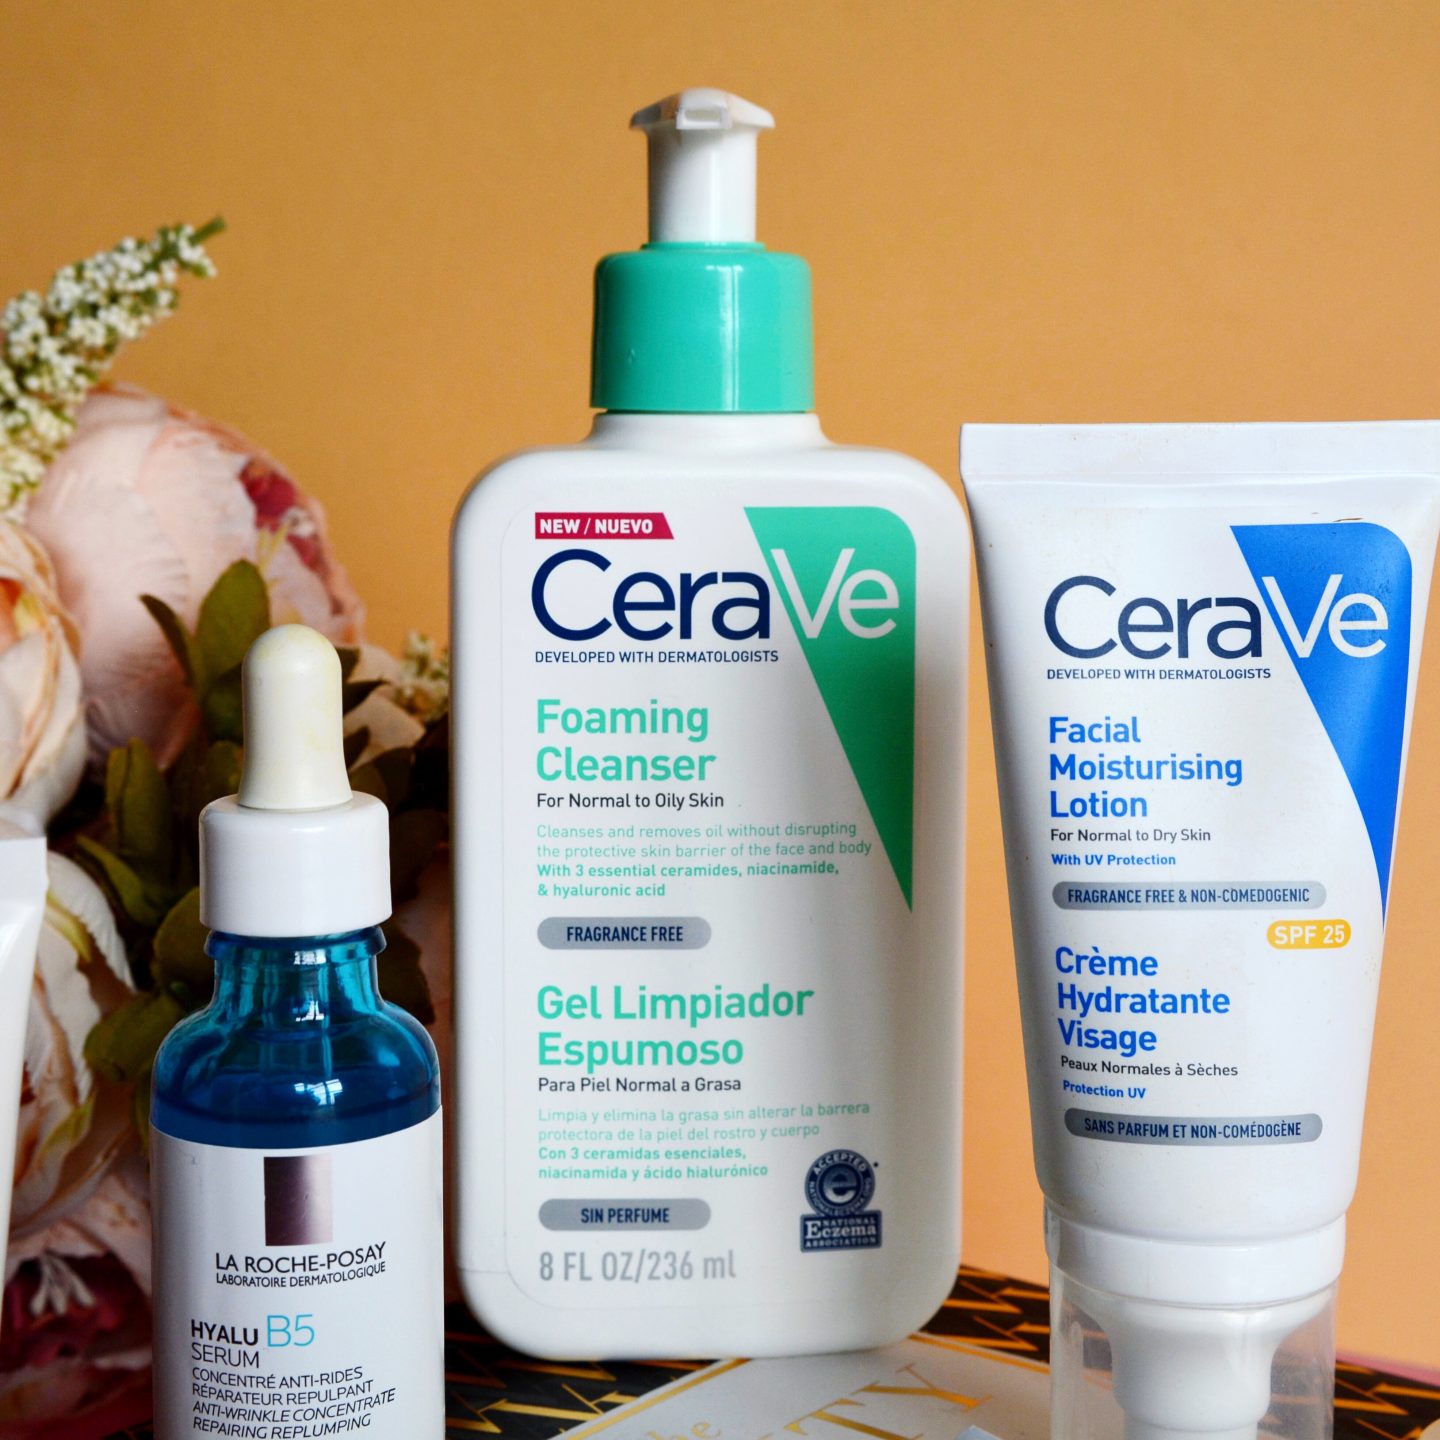 NEW / NUEVO
CeraVe
DEVELOPED WITH DERMATOLOGISTS
Foaming
Cleanser
For Normal to Oily Skin
Cleanses and removes oil without disrupting
the protective skin barrier of the face and body
With 3 essential ceramides, niacinamide,
& hyaluronic acid
FRAGRANCE FREE
Gel Limpiador
Espumoso
Para Piel Normal a Grasa
Limpia y elimina la grasa sin alterar la barrera
protectora de la piel del rostro y cuerpo
Con 3 ceramidas esenciales,
niacinamida y ácido hialurónico
SIN PERFUME
8 FL OZ/236 ml
ACCEPTED
NATIONAL
Eczema
ASSOCIATION
CeraVe
DEVELOPED WITH DERMATOLOGISTS
Facial
Moisturising
Lotion
For Normal to Dry Skin
With UV Protection
FRAGRANCE FREE & NON-COMEDOGENIC
SPF 25
Crème
Hydratante
Visage
Peaux Normales à Sèches
Protection UV
SANS PARFUM ET NON-COMÉDOGÈNE
LA ROCHE-POSAY
LABORATOIRE DERMATOLOGIQUE
HYALU B5
SERUM
CONCENTRÉ ANTI-RIDES
RÉPARATEUR REPULPANT
ANTI-WRINKLE CONCENTRATE
REPAIRING REPLUMPING